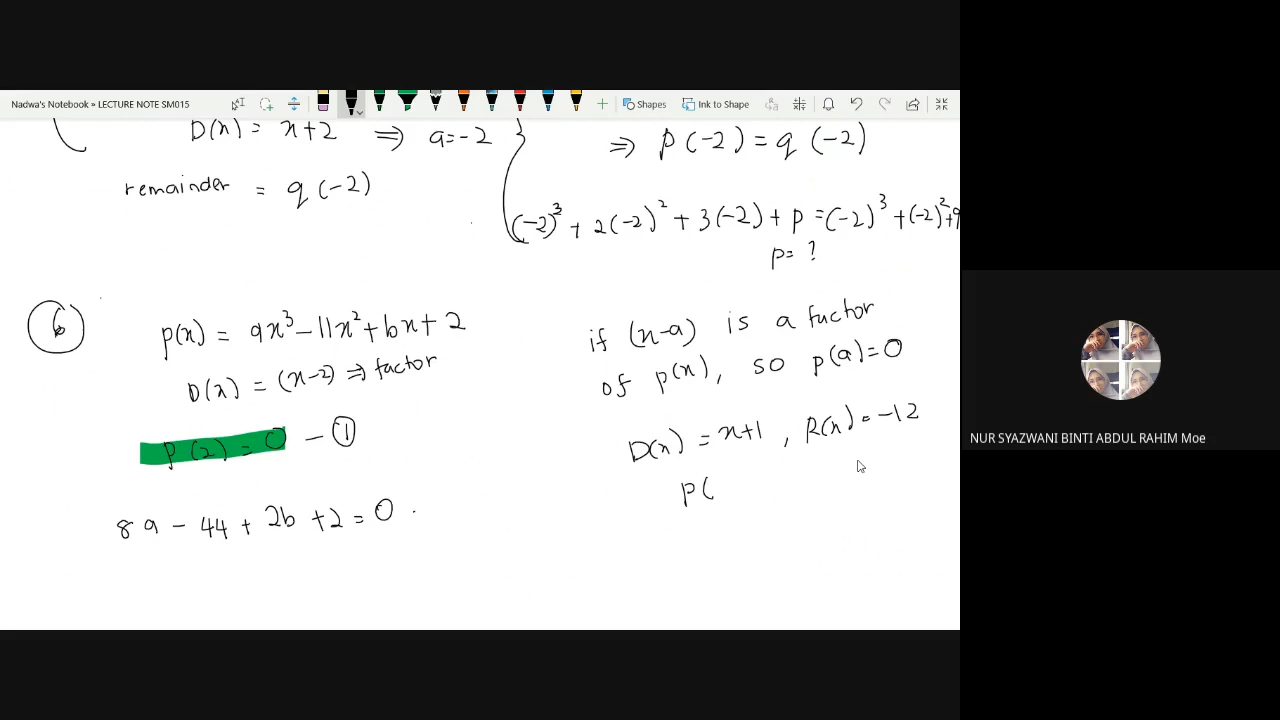 Nadwa's Notebook » LECTURE NOTE SM015
Shapes
Ink to Shape
D(x) = x+2 ⇒ a=-2
remainder = q(-2)
⇒ p(-2) = q(-2)
(-2)³ + 2(-2)² + 3(-2) + p = (-2)³ + (-2)² + 9
p= ?
6
p(x) = ax³ - 11x² + bx + 2
D(x) = (x-2) ⇒ factor
p(2) = 0 - ①
8a - 44 + 2b + 2 = 0
if (x-a) is a factor
of p(x), so p(a)=0
D(x) = x+1, R(x) = -12
p(
NUR SYAZWANI BINTI ABDUL RAHIM Moe